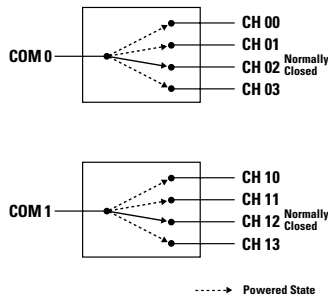 CH 00
CH 01
COM 0
CH 02 Normally
Closed
CH 03
CH 10
CH 11
COM 1
CH 12 Normally
Closed
CH 13
Powered State